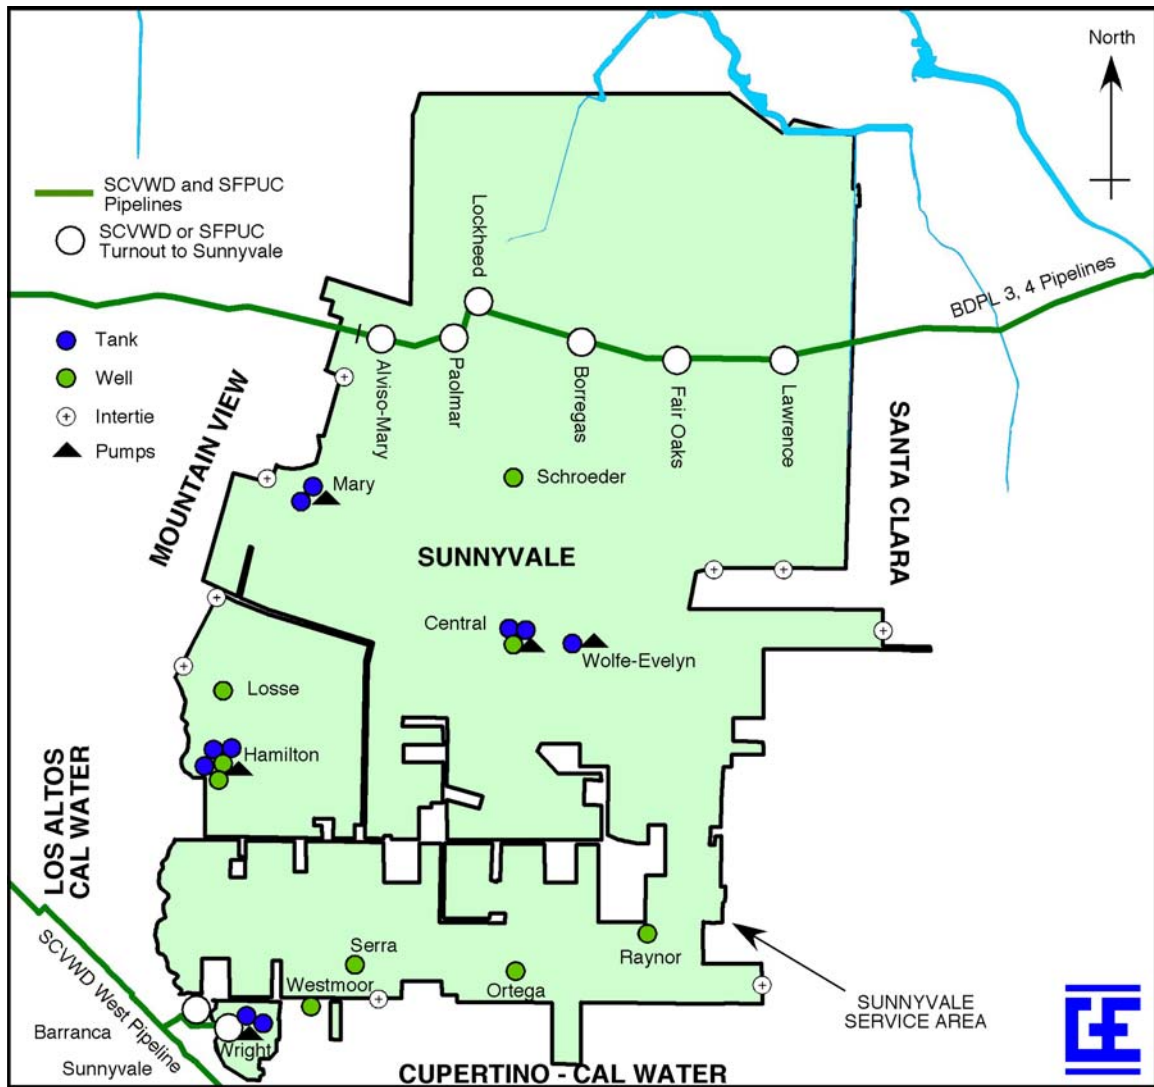 North
SCVWD and SFPUC
Pipelines
SCVWD or SFPUC
Turnout to Sunnyvale
Lockheed
BDPL 3, 4 Pipelines
Tank
Well
Intertie
Pumps
Alviso-Mary
Paolmar
Borregas
Fair Oaks
Lawrence
MOUNTAIN VIEW
SANTA CLARA
Mary
Schroeder
SUNNYVALE
Central
Wolfe-Evelyn
Losse
Hamilton
LOS ALTOS
CAL WATER
Raynor
Serra
Westmoor
Ortega
SCVWD West Pipeline
SUNNYVALE
SERVICE AREA
Barranca
Wright
Sunnyvale
CUPERTINO - CAL WATER